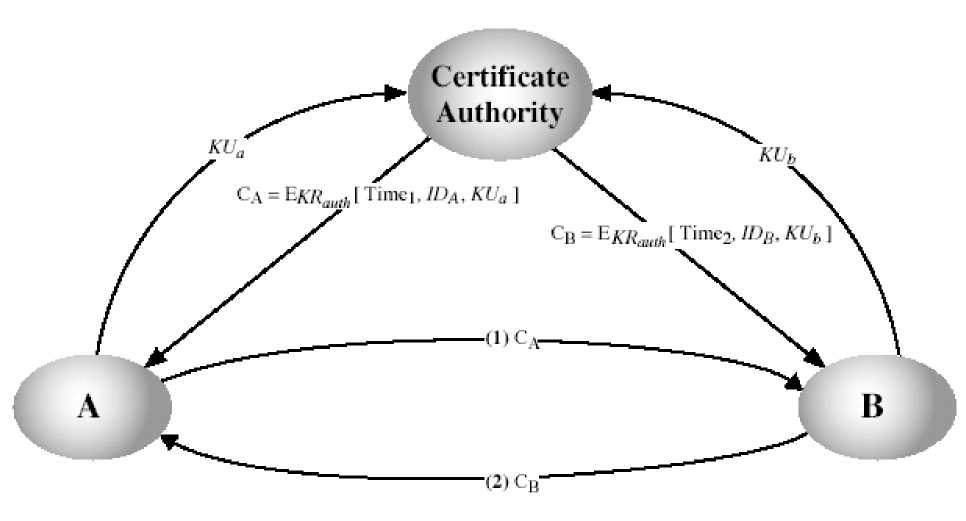 Certificate
Authority
KUa
KUb
CA = EKRauth[ Time1, IDA, KUa ]
CB = EKRauth[ Time2, IDB, KUb ]
(1) CA
A
B
(2) CB